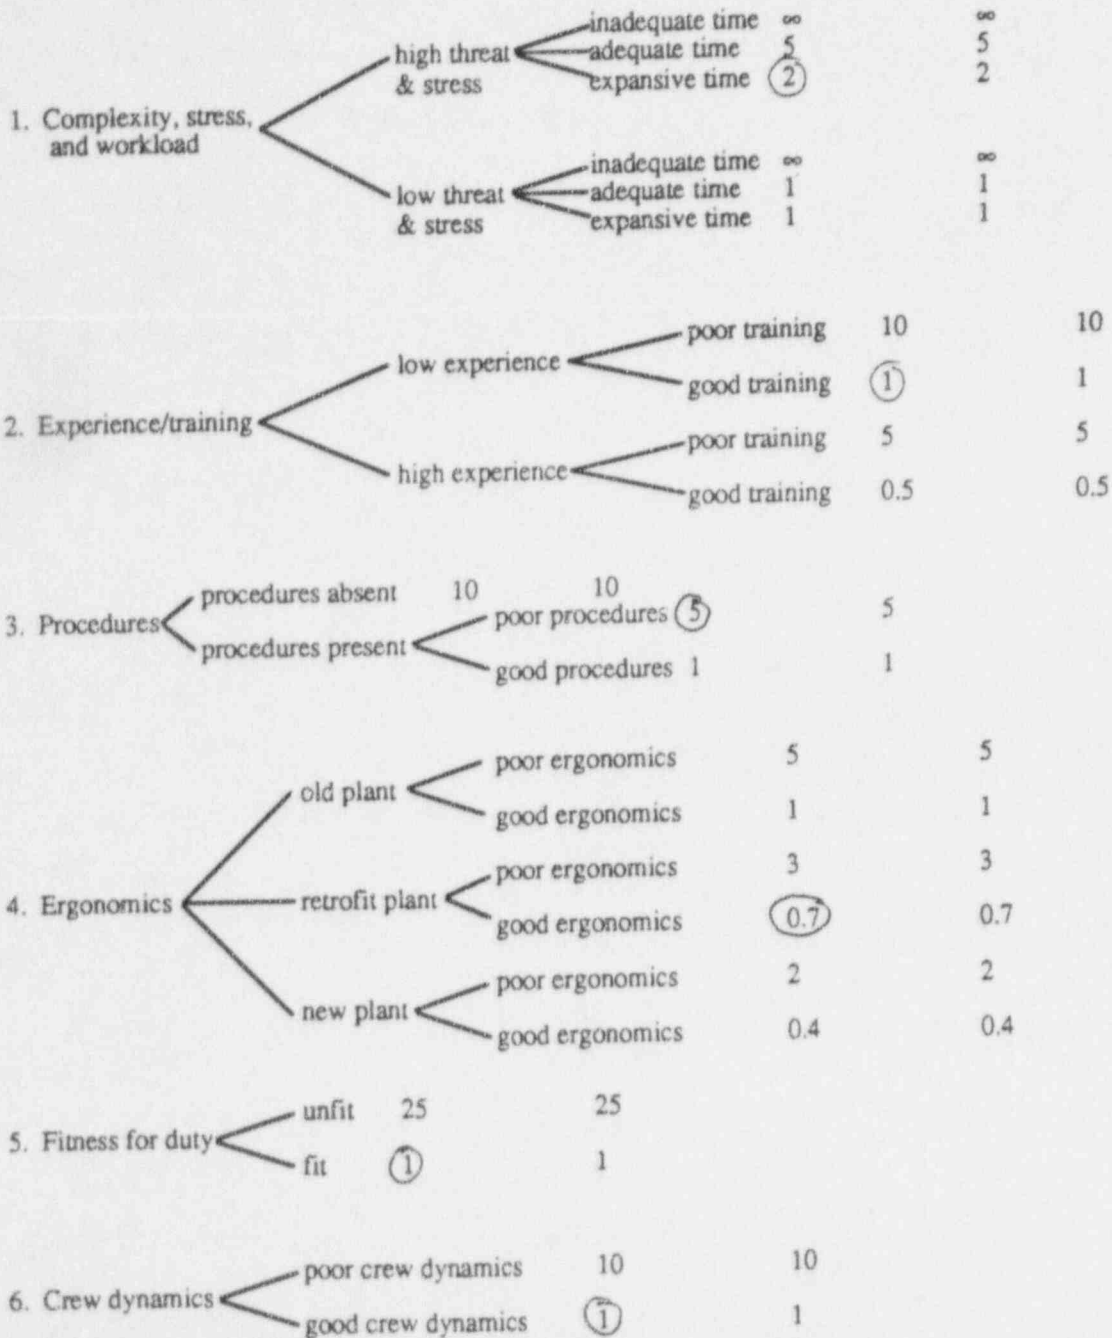 inadequate time ∞ ∞
high threat adequate time 5 5
& stress expansive time 2 2
1. Complexity, stress,
and workload
inadequate time ∞ ∞
low threat adequate time 1 1
& stress expansive time 1 1
poor training 10 10
low experience
good training 1 1
2. Experience/training
poor training 5 5
high experience
good training 0.5 0.5
procedures absent 10 10
3. Procedures poor procedures 5 5
procedures present
good procedures 1 1
poor ergonomics 5 5
old plant
good ergonomics 1 1
poor ergonomics 3 3
4. Ergonomics retrofit plant
good ergonomics 0.7 0.7
poor ergonomics 2 2
new plant
good ergonomics 0.4 0.4
unfit 25 25
5. Fitness for duty
fit 1 1
poor crew dynamics 10 10
6. Crew dynamics
good crew dynamics 1 1